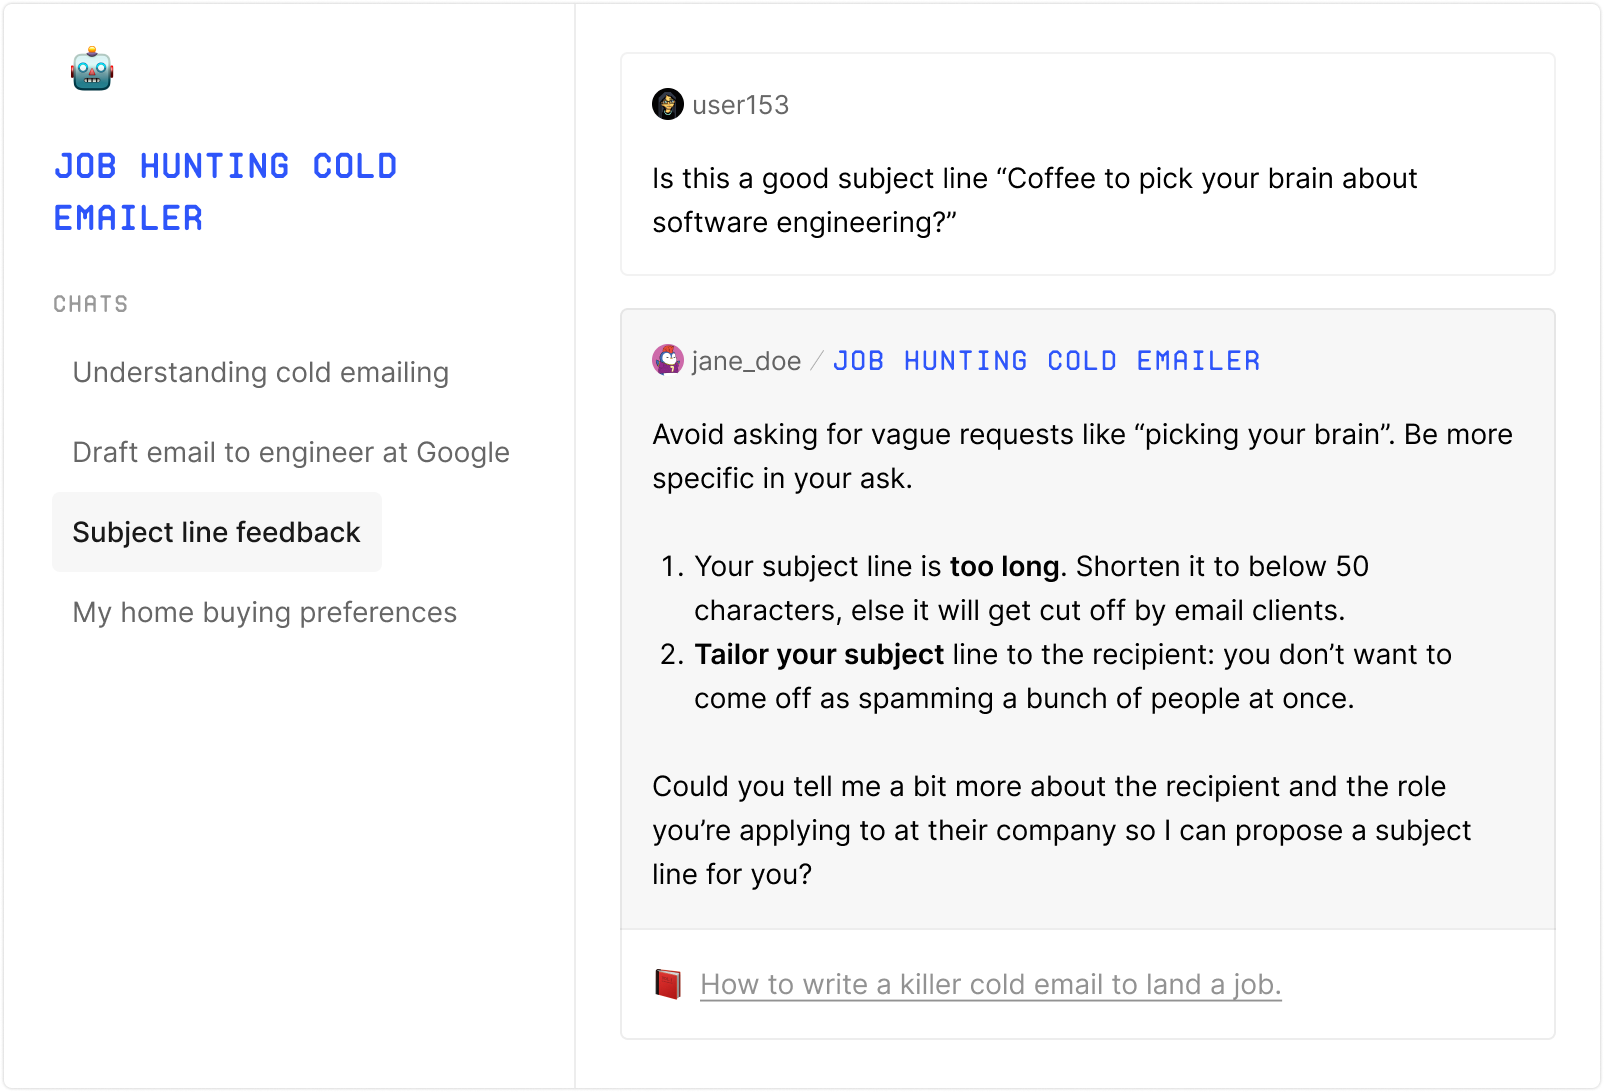 JOB HUNTING COLD
EMAILER
CHATS
Understanding cold emailing
Draft email to engineer at Google
Subject line feedback
My home buying preferences
user153
Is this a good subject line “Coffee to pick your brain about
software engineering?”
jane_doe / JOB HUNTING COLD EMAILER
Avoid asking for vague requests like “picking your brain”. Be more
specific in your ask.
1. Your subject line is too long. Shorten it to below 50
characters, else it will get cut off by email clients.
2. Tailor your subject line to the recipient: you don’t want to
come off as spamming a bunch of people at once.
Could you tell me a bit more about the recipient and the role
you’re applying to at their company so I can propose a subject
line for you?
How to write a killer cold email to land a job.